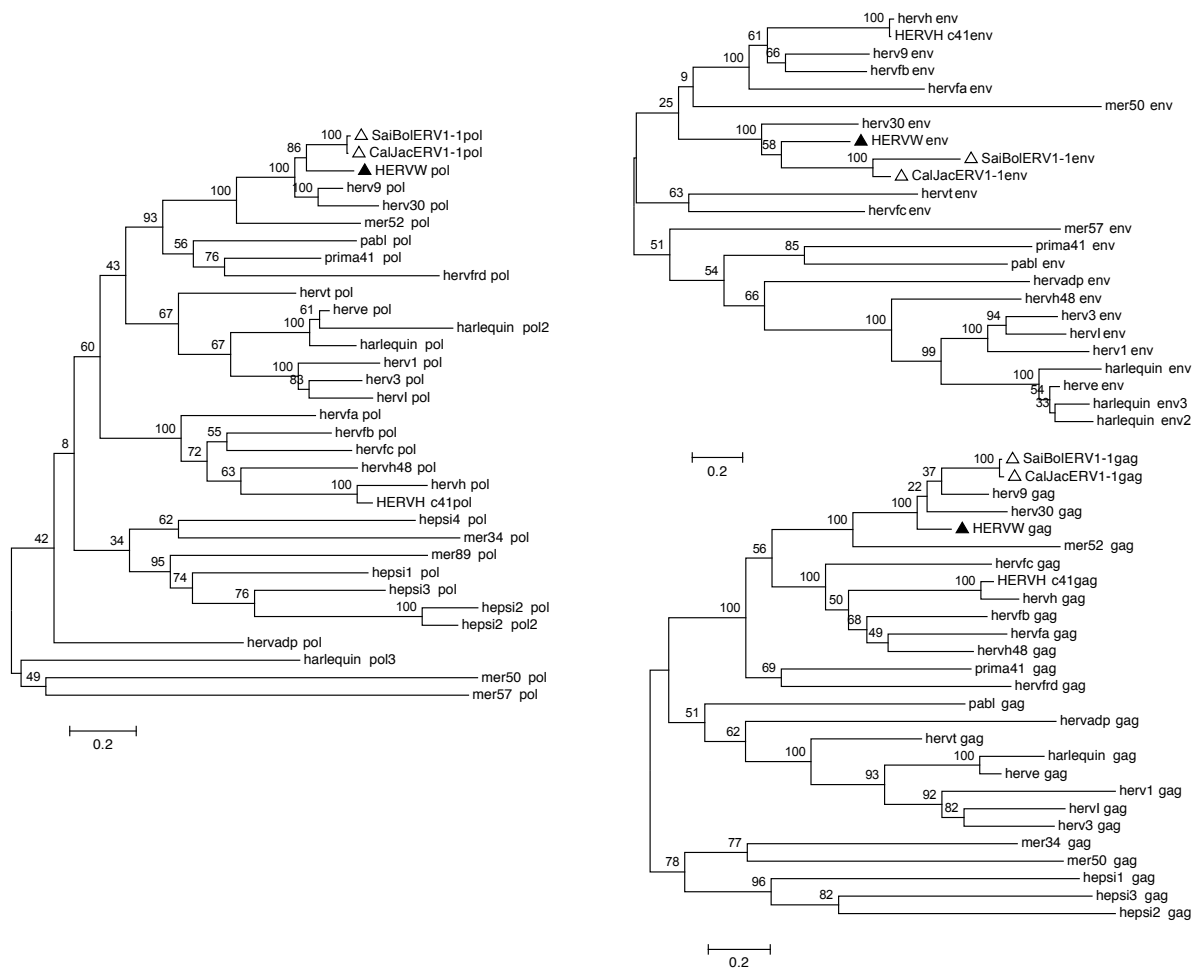 100
SaiBolERV1-1pol
86
CalJacERV1-1pol
100
HERVW pol
100
100
herv9 pol
herv30 pol
93
mer52 pol
56
pabl pol
76
prima41 pol
43
hervfrd pol
hervt pol
67
61
herve pol
100
harlequin pol2
67
harlequin pol
60
100
herv1 pol
83
herv3 pol
hervl pol
100
hervfa pol
55
hervfb pol
72
hervfc pol
8
63
hervh48 pol
100
hervh pol
HERVH c41pol
62
hepsi4 pol
34
mer34 pol
42
95
mer89 pol
74
hepsi1 pol
76
hepsi3 pol
100
hepsi2 pol
hepsi2 pol2
hervadp pol
harlequin pol3
49
mer50 pol
mer57 pol
0.2
100
hervh env
61
HERVH c41env
100
66
herv9 env
hervfb env
9
hervfa env
25
mer50 env
100
herv30 env
58
HERVW env
100
SaiBolERV1-1env
CalJacERV1-1env
63
hervt env
hervfc env
51
mer57 env
85
prima41 env
54
pabl env
66
hervadp env
100
hervh48 env
94
herv3 env
100
hervl env
99
herv1 env
100
harlequin env
54
herve env
33
harlequin env3
harlequin env2
0.2
100
SaiBolERV1-1gag
37
CalJacERV1-1gag
22
herv9 gag
100
herv30 gag
100
HERVW gag
56
mer52 gag
100
hervfc gag
100
HERVH c41gag
50
hervh gag
100
68
hervfb gag
49
hervfa gag
hervh48 gag
69
prima41 gag
hervfrd gag
51
pabl gag
62
hervadp gag
100
hervt gag
100
harlequin gag
93
herve gag
92
herv1 gag
82
hervl gag
herv3 gag
77
mer34 gag
78
mer50 gag
96
hepsi1 gag
82
hepsi3 gag
hepsi2 gag
0.2